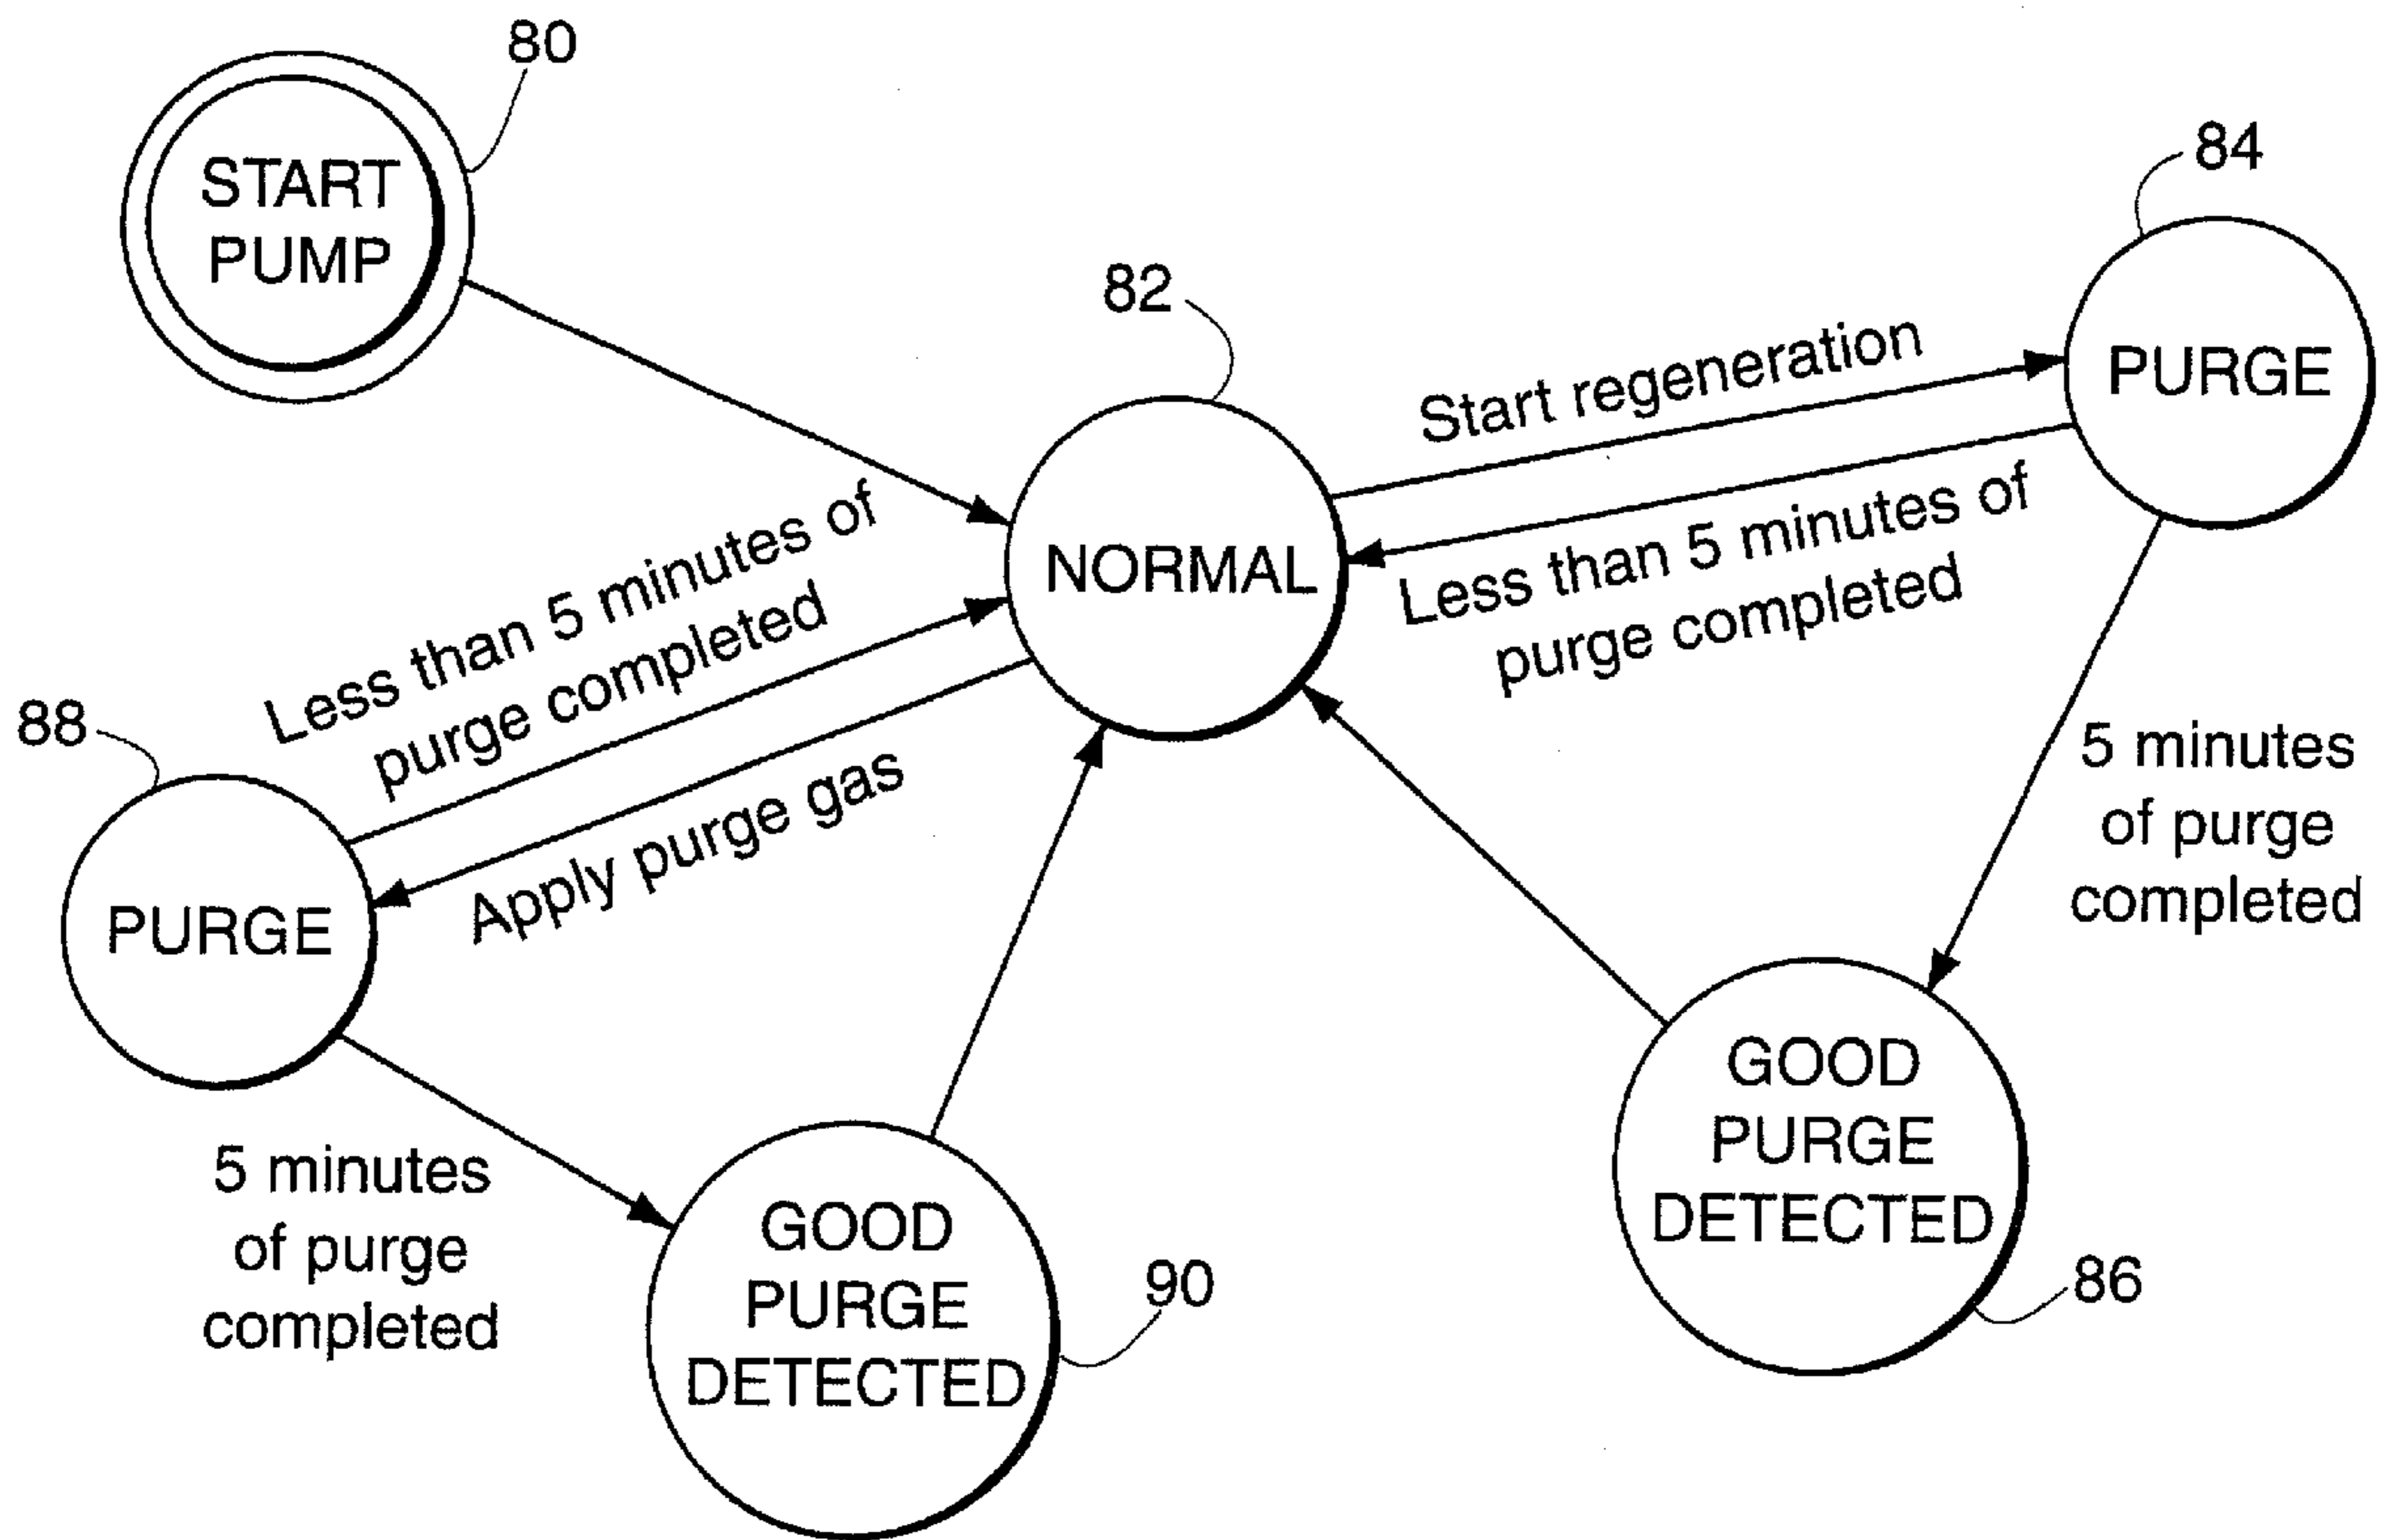 80
START
PUMP
84
82
PURGE
Start regeneration
NORMAL
Less than 5 minutes of
purge completed
Less than 5 minutes of
purge completed
88
Apply purge gas
PURGE
5 minutes
of purge
completed
GOOD
PURGE
DETECTED
86
5 minutes
of purge
completed
GOOD
PURGE
DETECTED
90